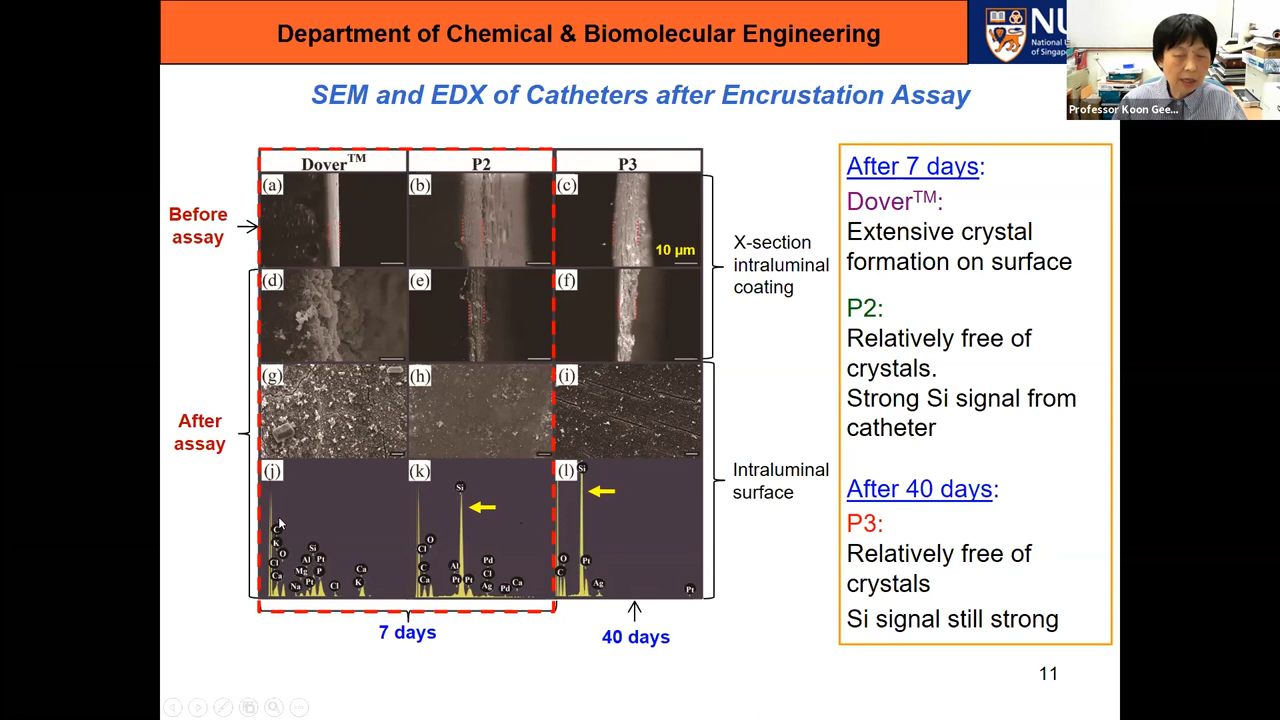 Department of Chemical & Biomolecular Engineering
NU
National U
of Singap
Professor Koon Gee...
SEM and EDX of Catheters after Encrustation Assay
Dover™
P2
P3
(a)
(b)
(c)
Before
assay
10 µm
X-section
intraluminal
coating
(d)
(e)
(f)
(g)
(h)
(i)
After
assay
Intraluminal
surface
(j)
(k)
(l)
C
K
O
Cl
Ca
Na
Mg
Al
Si
Pt
P
Pt
Cl
Ca
K
Cl
O
C
Ca
Al
Pt
Si
Pt
Pd
Cl
Ag
Pd
Ca
Si
O
C
Pt
Ag
Pt
7 days
40 days
After 7 days:
Dover™:
Extensive crystal
formation on surface
P2:
Relatively free of
crystals.
Strong Si signal from
catheter
After 40 days:
P3:
Relatively free of
crystals
Si signal still strong
11